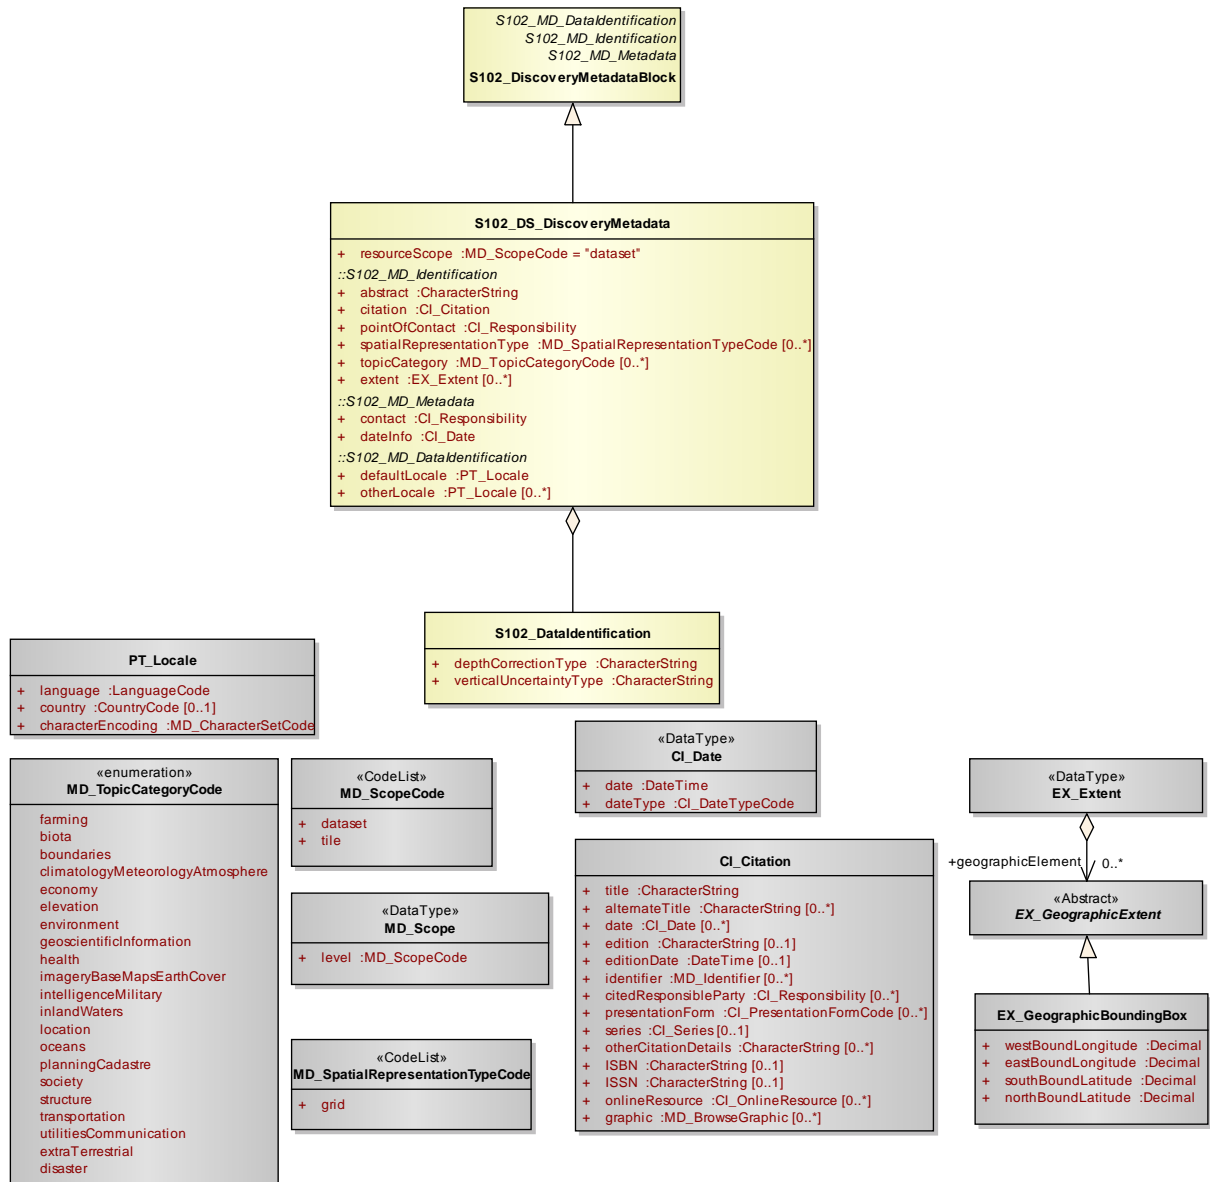 S102_MD_DataIdentification
S102_MD_Identification
S102_MD_Metadata
S102_DiscoveryMetadataBlock
S102_DS_DiscoveryMetadata
+ resourceScope :MD_ScopeCode = "dataset"
::S102_MD_Identification
+ abstract :CharacterString
+ citation :CI_Citation
+ pointOfContact :CI_Responsibility
+ spatialRepresentationType :MD_SpatialRepresentationTypeCode [0..*]
+ topicCategory :MD_TopicCategoryCode [0..*]
+ extent :EX_Extent [0..*]
::S102_MD_Metadata
+ contact :CI_Responsibility
+ dateInfo :CI_Date
::S102_MD_DataIdentification
+ defaultLocale :PT_Locale
+ otherLocale :PT_Locale [0..*]
S102_DataIdentification
+ depthCorrectionType :CharacterString
+ verticalUncertaintyType :CharacterString
PT_Locale
+ language :LanguageCode
+ country :CountryCode [0..1]
+ characterEncoding :MD_CharacterSetCode
«enumeration»
MD_TopicCategoryCode
farming
biota
boundaries
climatologyMeteorologyAtmosphere
economy
elevation
environment
geoscientificInformation
health
imageryBaseMapsEarthCover
intelligenceMilitary
inlandWaters
location
oceans
planningCadastre
society
structure
transportation
utilitiesCommunication
extraTerrestrial
disaster
«CodeList»
MD_ScopeCode
+ dataset
+ tile
«DataType»
MD_Scope
+ level :MD_ScopeCode
«CodeList»
MD_SpatialRepresentationTypeCode
+ grid
«DataType»
CI_Date
+ date :DateTime
+ dateType :CI_DateTypeCode
CI_Citation
+ title :CharacterString
+ alternateTitle :CharacterString [0..*]
+ date :CI_Date [0..*]
+ edition :CharacterString [0..1]
+ editionDate :DateTime [0..1]
+ identifier :MD_Identifier [0..*]
+ citedResponsibleParty :CI_Responsibility [0..*]
+ presentationForm :CI_PresentationFormCode [0..*]
+ series :CI_Series [0..1]
+ otherCitationDetails :CharacterString [0..*]
+ ISBN :CharacterString [0..1]
+ ISSN :CharacterString [0..1]
+ onlineResource :CI_OnlineResource [0..*]
+ graphic :MD_BrowseGraphic [0..*]
«DataType»
EX_Extent
+geographicElement 0..*
«Abstract»
EX_GeographicExtent
EX_GeographicBoundingBox
+ westBoundLongitude :Decimal
+ eastBoundLongitude :Decimal
+ southBoundLatitude :Decimal
+ northBoundLatitude :Decimal